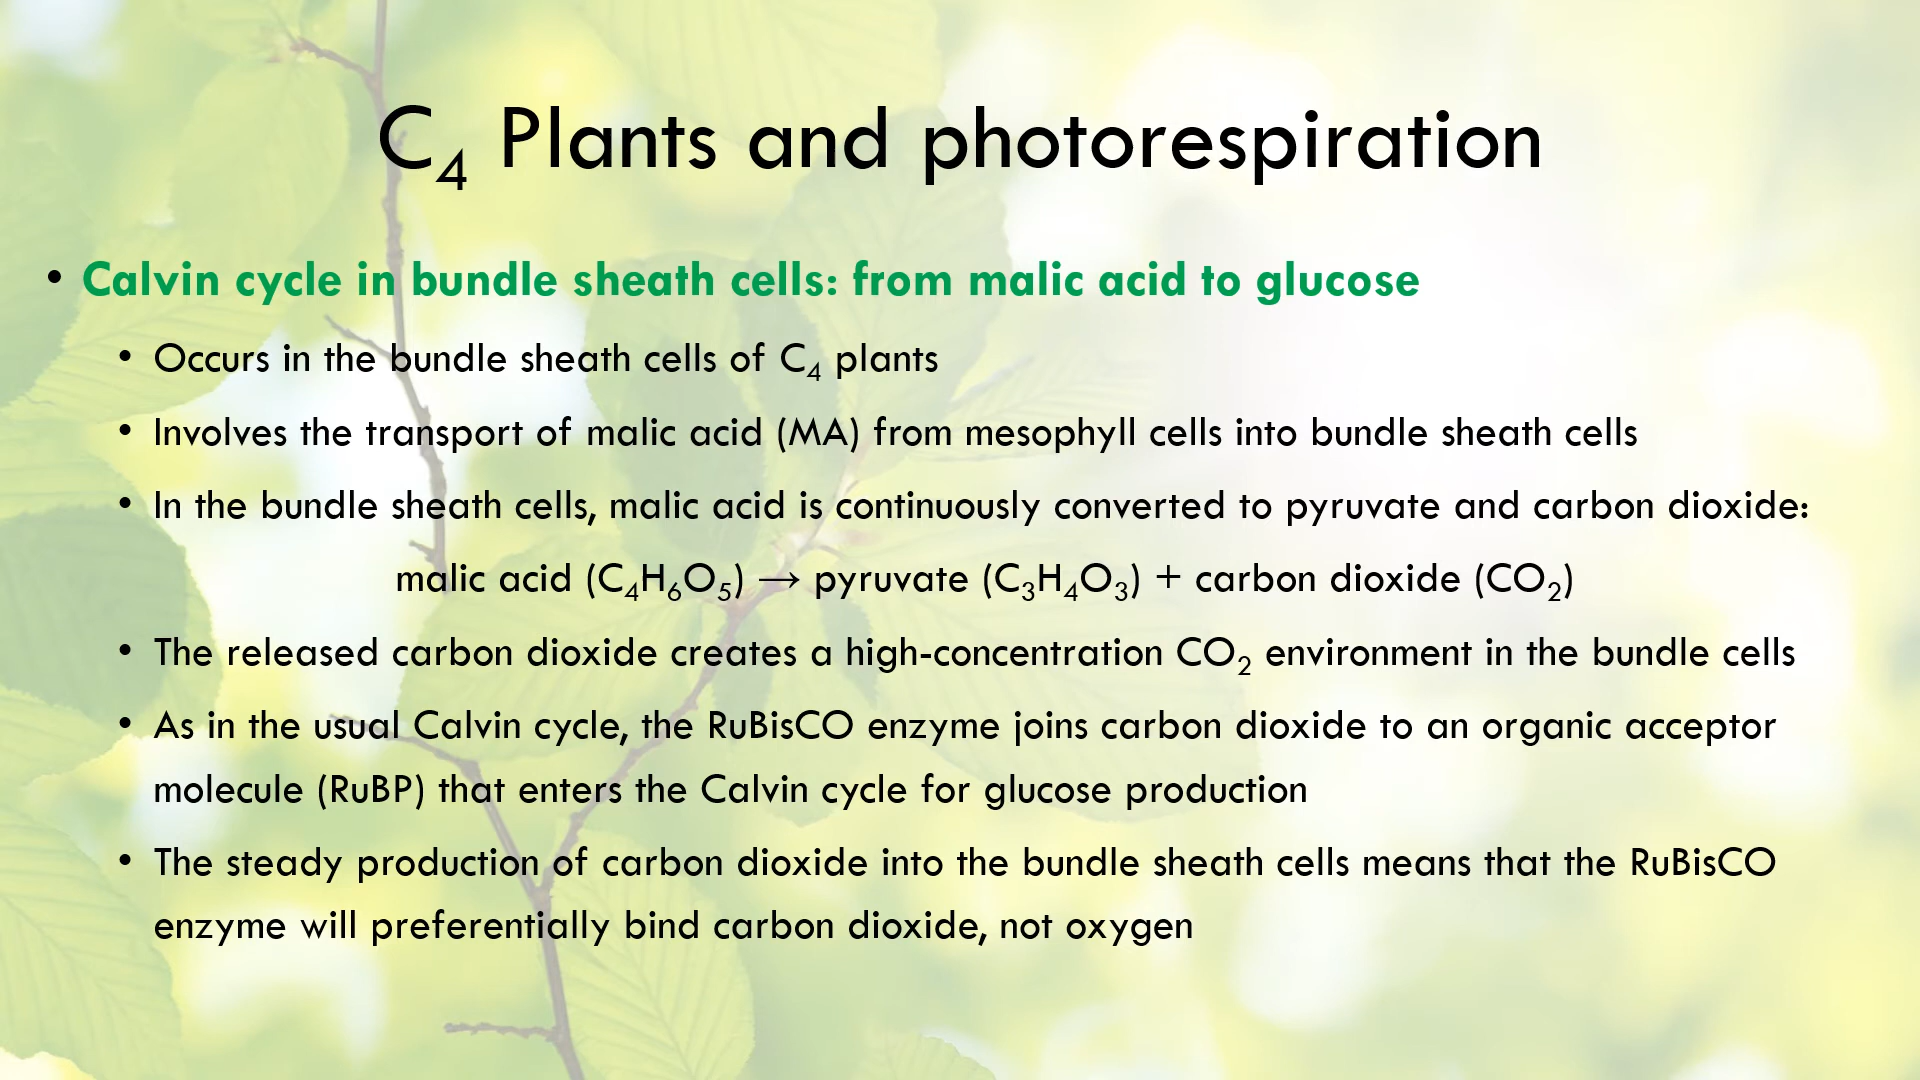 C₄ Plants and photorespiration
• Calvin cycle in bundle sheath cells: from malic acid to glucose
• Occurs in the bundle sheath cells of C₄ plants
• Involves the transport of malic acid (MA) from mesophyll cells into bundle sheath cells
• In the bundle sheath cells, malic acid is continuously converted to pyruvate and carbon dioxide:
malic acid (C₄H₆O₅) → pyruvate (C₃H₄O₃) + carbon dioxide (CO₂)
• The released carbon dioxide creates a high-concentration CO₂ environment in the bundle cells
• As in the usual Calvin cycle, the RuBisCO enzyme joins carbon dioxide to an organic acceptor
molecule (RuBP) that enters the Calvin cycle for glucose production
• The steady production of carbon dioxide into the bundle sheath cells means that the RuBisCO
enzyme will preferentially bind carbon dioxide, not oxygen